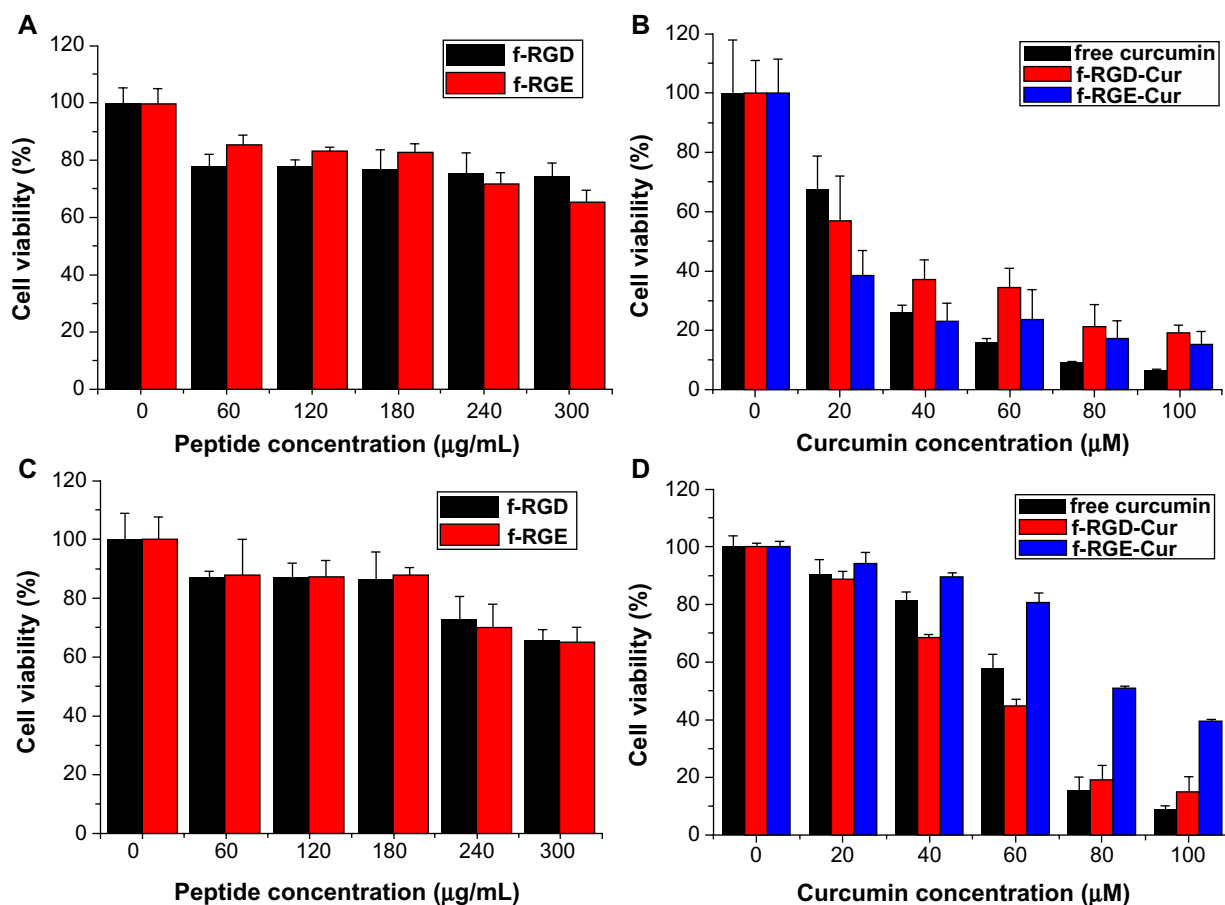 A
120
100
80
60
40
20
0
Cell viability (%)
f-RGD
f-RGE
0 60 120 180 240 300
Peptide concentration (μg/mL)
B
120
100
80
60
40
20
0
Cell viability (%)
free curcumin
f-RGD-Cur
f-RGE-Cur
0 20 40 60 80 100
Curcumin concentration (μM)
C
120
100
80
60
40
20
0
Cell viability (%)
f-RGD
f-RGE
0 60 120 180 240 300
Peptide concentration (μg/mL)
D
120
100
80
60
40
20
0
Cell viability (%)
free curcumin
f-RGD-Cur
f-RGE-Cur
0 20 40 60 80 100
Curcumin concentration (μM)